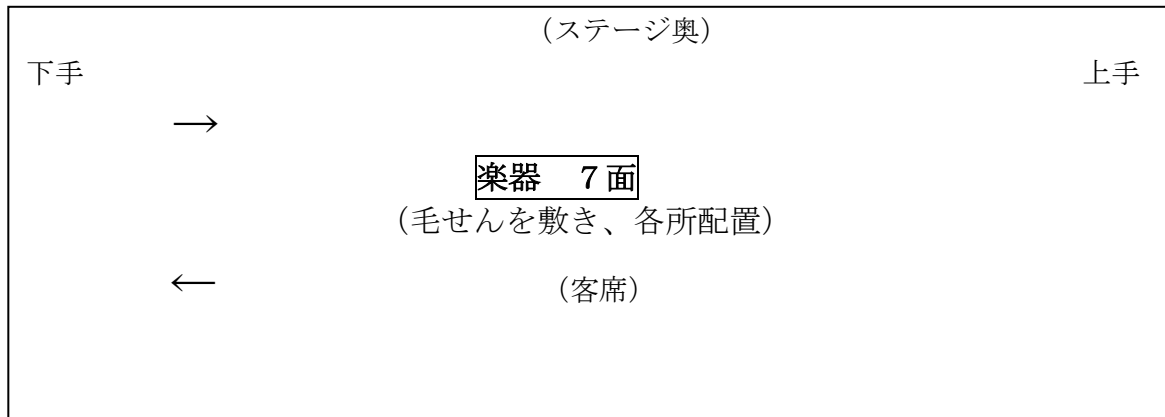 （ステージ奥）
下手　上手
→
楽器　７面
（毛せんを敷き、各所配置）
←　（客席）